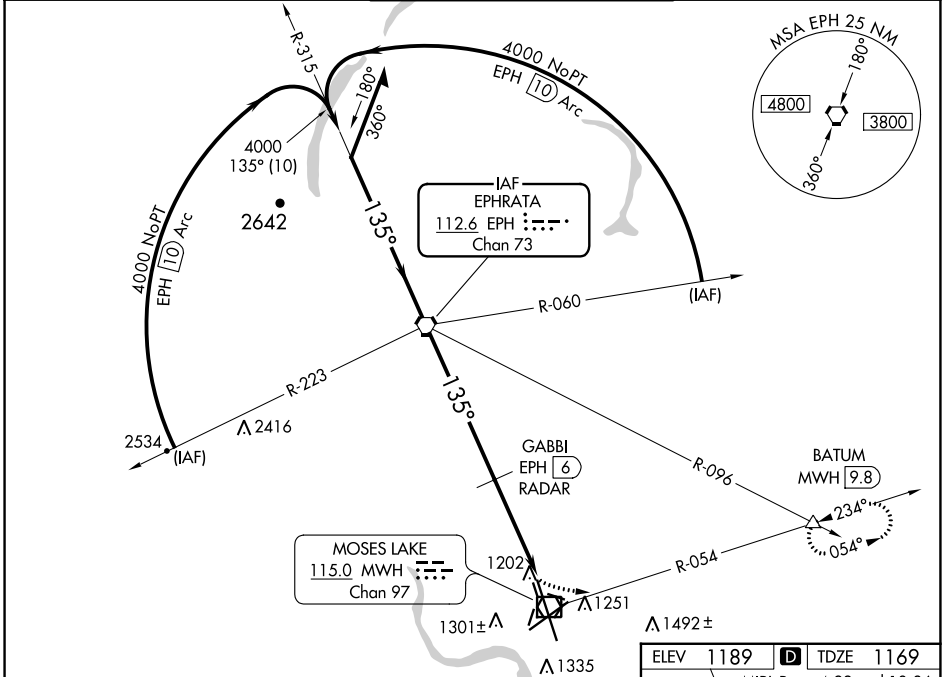 MSA EPH 25 NM
180°
4800
3800
360°
R-315
4000 NoPT
EPH 10 Arc
180°
360°
4000
135° (10)
2642
4000 NoPT
EPH 10 Arc
135°
IAF
EPHRATA
112.6 EPH
Chan 73
R-060
(IAF)
R-223
2534
(IAF)
2416
135°
GABBI
EPH 6
RADAR
R-096
BATUM
MWH 9.8
234°
054°
R-054
MOSES LAKE
115.0 MWH
Chan 97
1202
1251
1301±
1492±
1335
ELEV 1189 D TDZE 1169